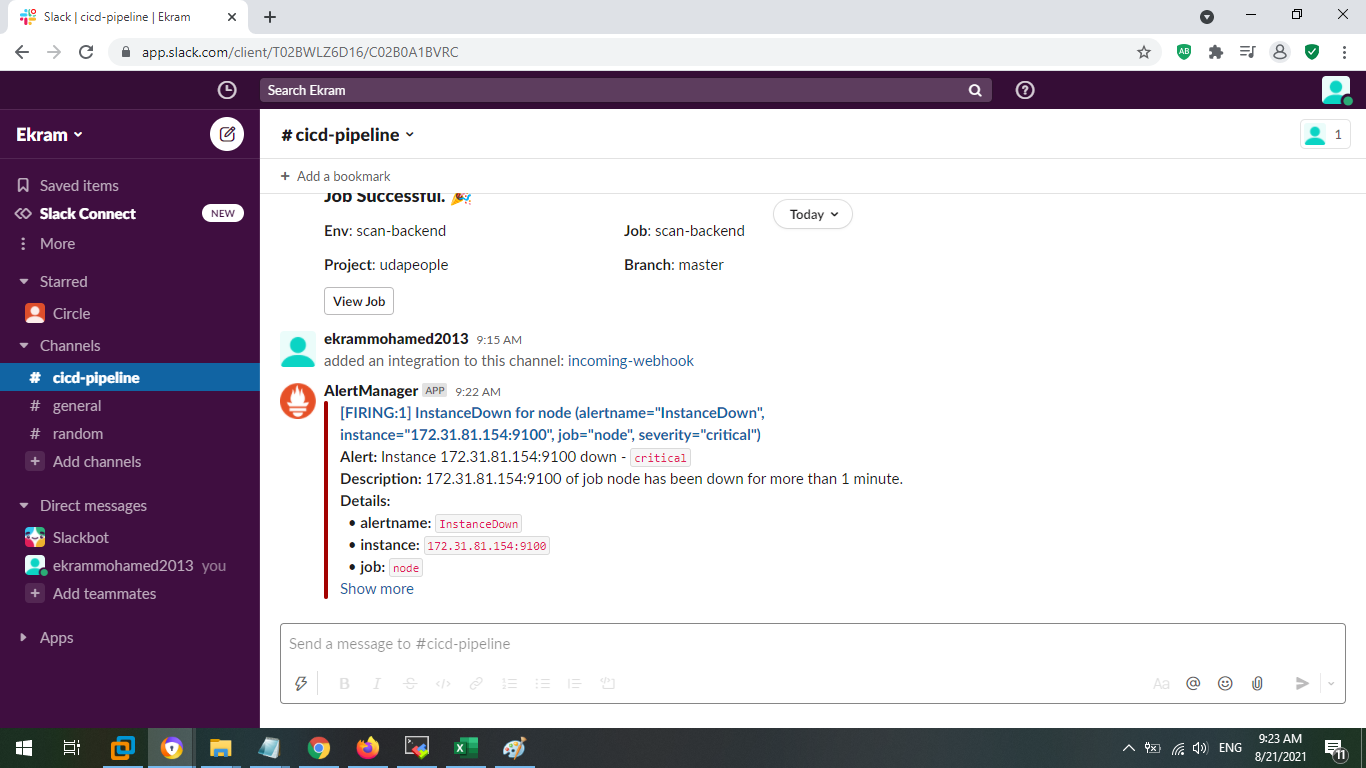 Slack | cicd-pipeline | Ekram
app.slack.com/client/T02BWLZ6D16/C02B0A1BVRC
AB
Search Ekram
Ekram
# cicd-pipeline
1
+ Add a bookmark
Saved items
Slack Connect NEW
More
Starred
Circle
Channels
# cicd-pipeline
# general
# random
+ Add channels
Direct messages
Slackbot
ekrammohamed2013 you
+ Add teammates
Apps
Job Successful. 🎉
Today
Env: scan-backend Job: scan-backend
Project: udapeople Branch: master
View Job
ekrammohamed2013 9:15 AM
added an integration to this channel: incoming-webhook
AlertManager APP 9:22 AM
[FIRING:1] InstanceDown for node (alertname="InstanceDown",
instance="172.31.81.154:9100", job="node", severity="critical")
Alert: Instance 172.31.81.154:9100 down - critical
Description: 172.31.81.154:9100 of job node has been down for more than 1 minute.
Details:
• alertname: InstanceDown
• instance: 172.31.81.154:9100
• job: node
Show more
Send a message to #cicd-pipeline
B I S </> Aa @
ENG
9:23 AM
8/21/2021
11